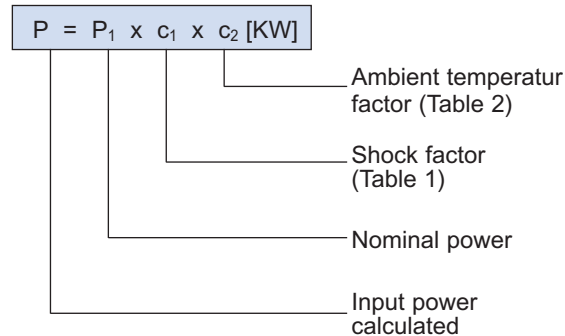 P = P₁ x c₁ x c₂ [KW]
Ambient temperatur
factor (Table 2)
Shock factor
(Table 1)
Nominal power
Input power
calculated